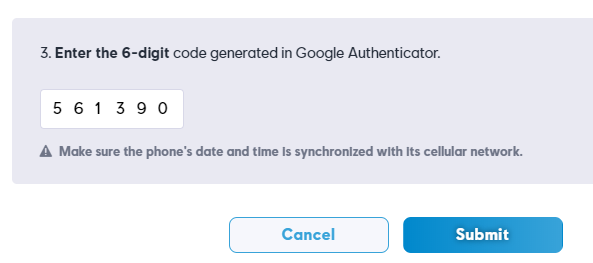 3. Enter the 6-digit code generated in Google Authenticator.
5 6 1 3 9 0
Make sure the phone's date and time is synchronized with its cellular network.
Cancel
Submit